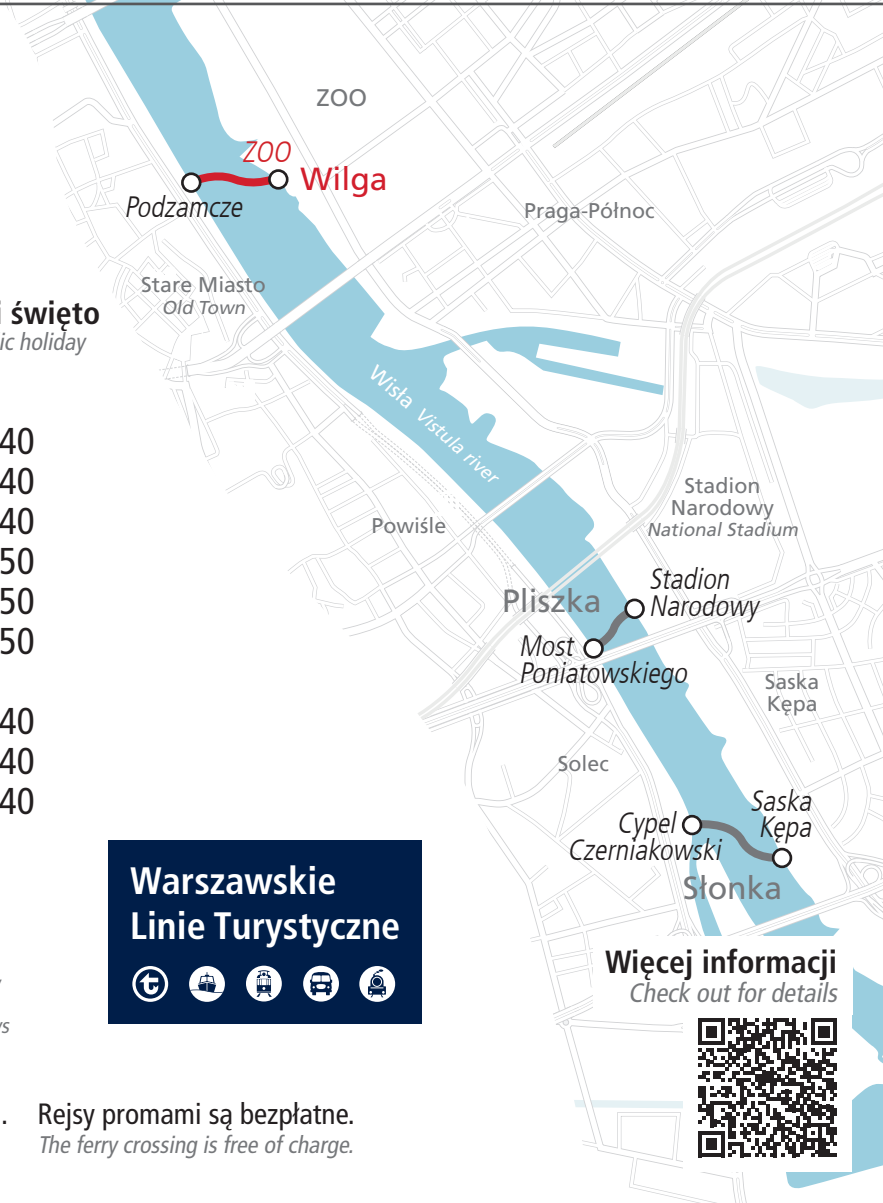 ZOO
ZOO
Wilga
Podzamcze
Praga-Północ
Stare Miasto
Old Town
i święto
ic holiday
Wisła Vistula river
40
40
40
50
50
50
40
40
40
Powiśle
Stadion
Narodowy
National Stadium
Pliszka
Stadion
Narodowy
Most
Poniatowskiego
Saska
Kępa
Solec
Cypel
Czerniakowski
Saska
Kępa
Słonka
Warszawskie
Linie Turystyczne
Więcej informacji
Check out for details
Rejsy promami są bezpłatne.
The ferry crossing is free of charge.